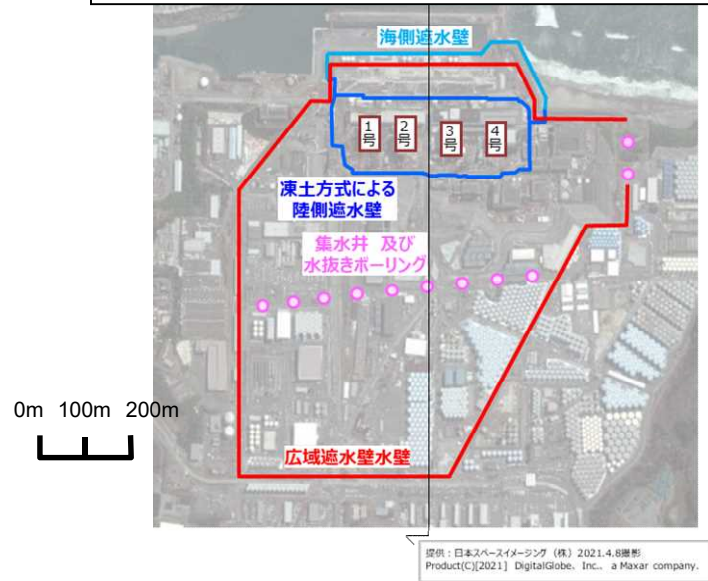 海側遮水壁
1号
2号
3号
4号
凍土方式による
陸側遮水壁
集水井 及び
水抜きボーリング
0m 100m 200m
広域遮水壁水壁
提供：日本スペースイメージング（株）2021.4.8撮影
Product(C)[2021] DigitalGlobe, Inc., a Maxar company.